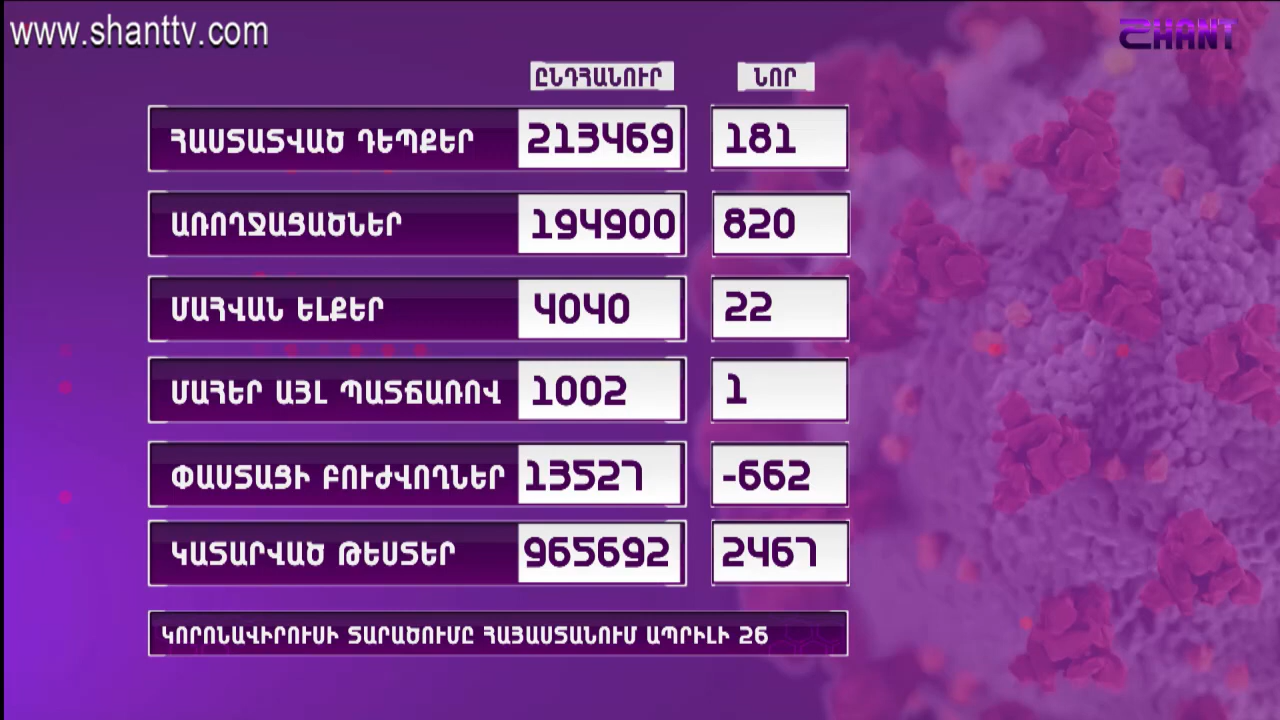 www.shanttv.com
SHANT
ԸՆԴՀԱՆՈՒՐ ՆՈՐ
ՀԱՍՏԱՏՎԱԾ ԴԵՊՔԵՐ 213469 181
ԱՌՈՂՋԱՑԱԾՆԵՐ 194900 820
ՄԱՀՎԱՆ ԵԼՔԵՐ 4040 22
ՄԱՀԵՐ ԱՅԼ ՊԱՏՃԱՌՈՎ 1002 1
ՓԱՍՏԱՑԻ ԲՈՒԺՎՈՂՆԵՐ 13527 -662
ԿԱՏԱՐՎԱԾ ԹԵՍՏԵՐ 965692 2467
ԿՈՐՈՆԱՎԻՐՈՒՍԻ ՏԱՐԱԾՈՒՄԸ ՀԱՅԱՍՏԱՆՈՒՄ ԱՊՐԻԼԻ 26